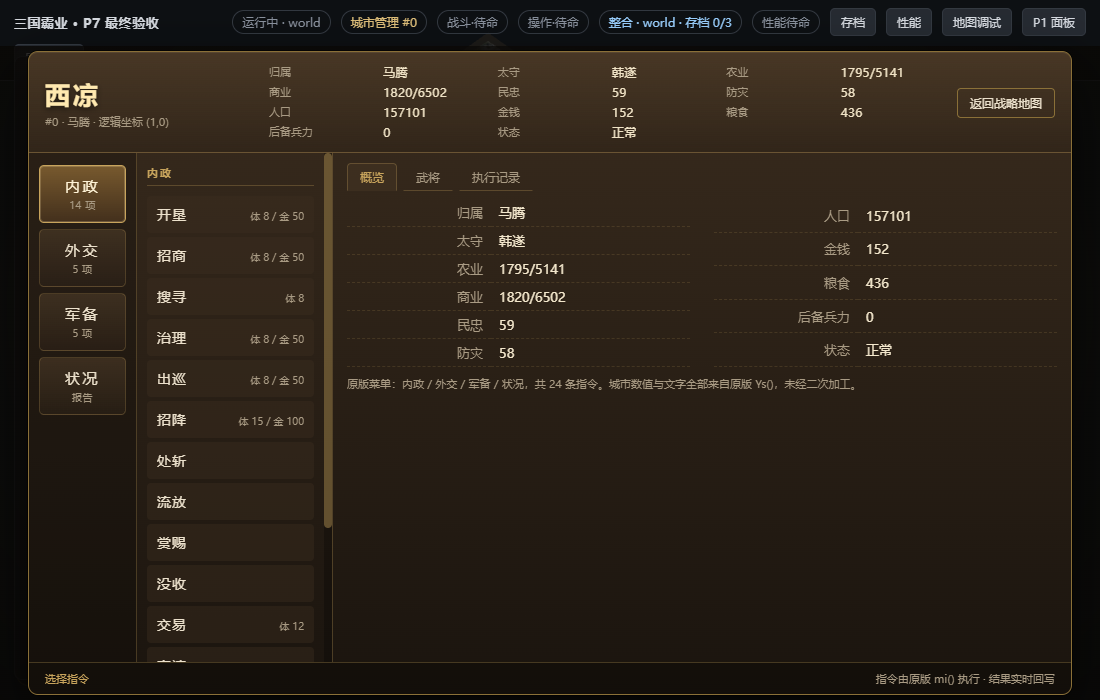 三国霸业 · P7 最终验收 运行中 · world 城市管理 #0 战斗·待命 操作·待命 整合 · world · 存档 0/3 性能待命 存档 性能 地图调试 P1 面板
西凉
#0 · 马腾 · 逻辑坐标 (1,0)
归属 马腾 太守 韩遂 农业 1795/5141
商业 1820/6502 民忠 59 防灾 58
人口 157101 金钱 152 粮食 436
后备兵力 0 状态 正常
返回战略地图
内政
14 项
外交
5 项
军备
5 项
状况
报告
内政
开垦 体 8 / 金 50
招商 体 8 / 金 50
搜寻 体 8
治理 体 8 / 金 50
出巡 体 8 / 金 50
招降 体 15 / 金 100
处斩
流放
赏赐
没收
交易 体 12
概览 武将 执行记录
归属 马腾
太守 韩遂
农业 1795/5141
商业 1820/6502
民忠 59
防灾 58
人口 157101
金钱 152
粮食 436
后备兵力 0
状态 正常
原版菜单：内政 / 外交 / 军备 / 状况，共 24 条指令。城市数值与文字全部来自原版 Ys()，未经二次加工。
选择指令
指令由原版 mi() 执行 · 结果实时回写